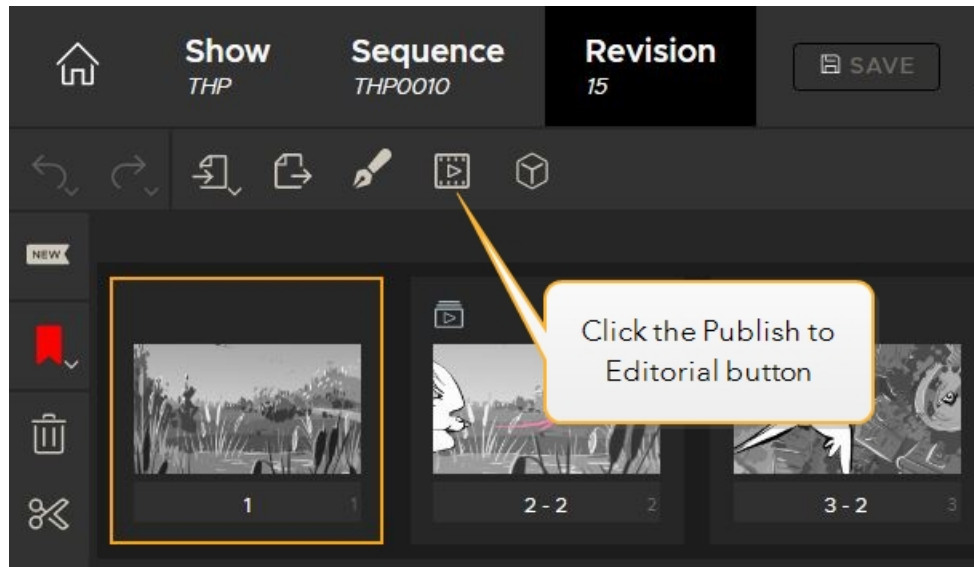 Show
THP
Sequence
THP0010
Revision
15
SAVE
NEW
Click the Publish to
Editorial button
1 1
2 - 2 2
3 - 2 3